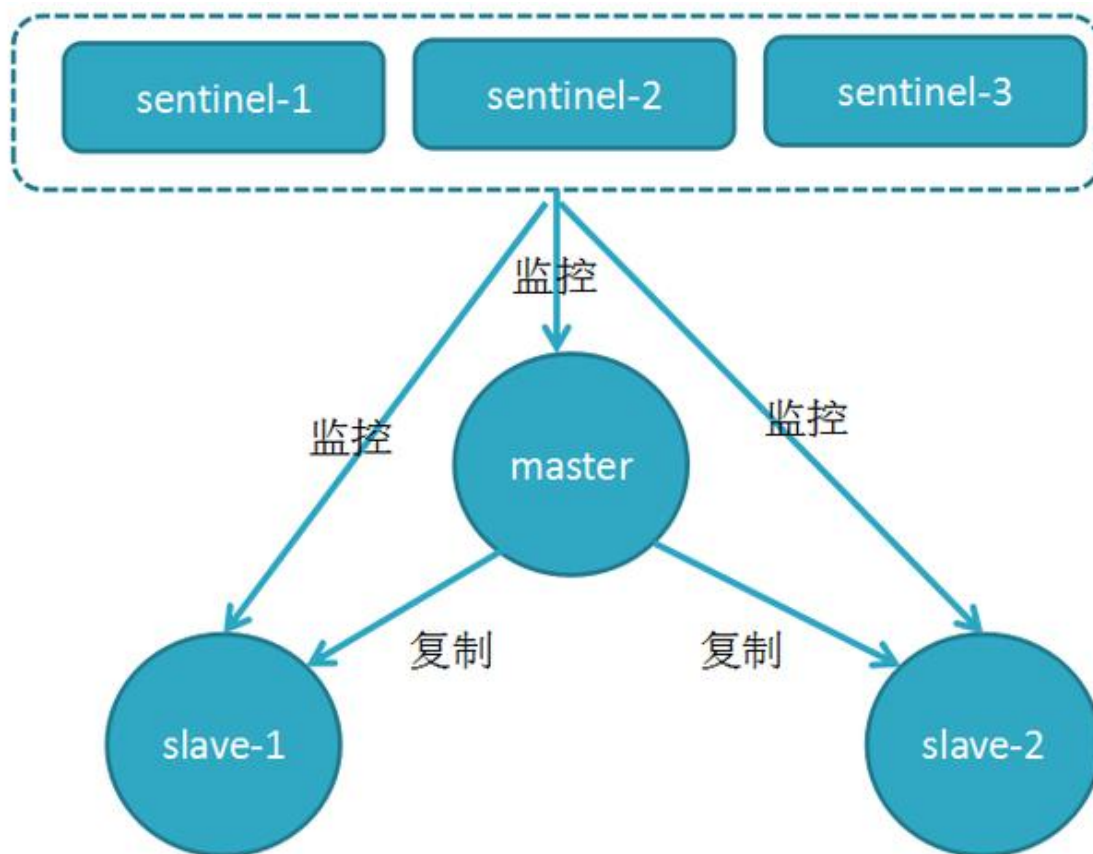 sentinel-1
sentinel-2
sentinel-3
监控
监控
监控
master
复制
复制
slave-1
slave-2